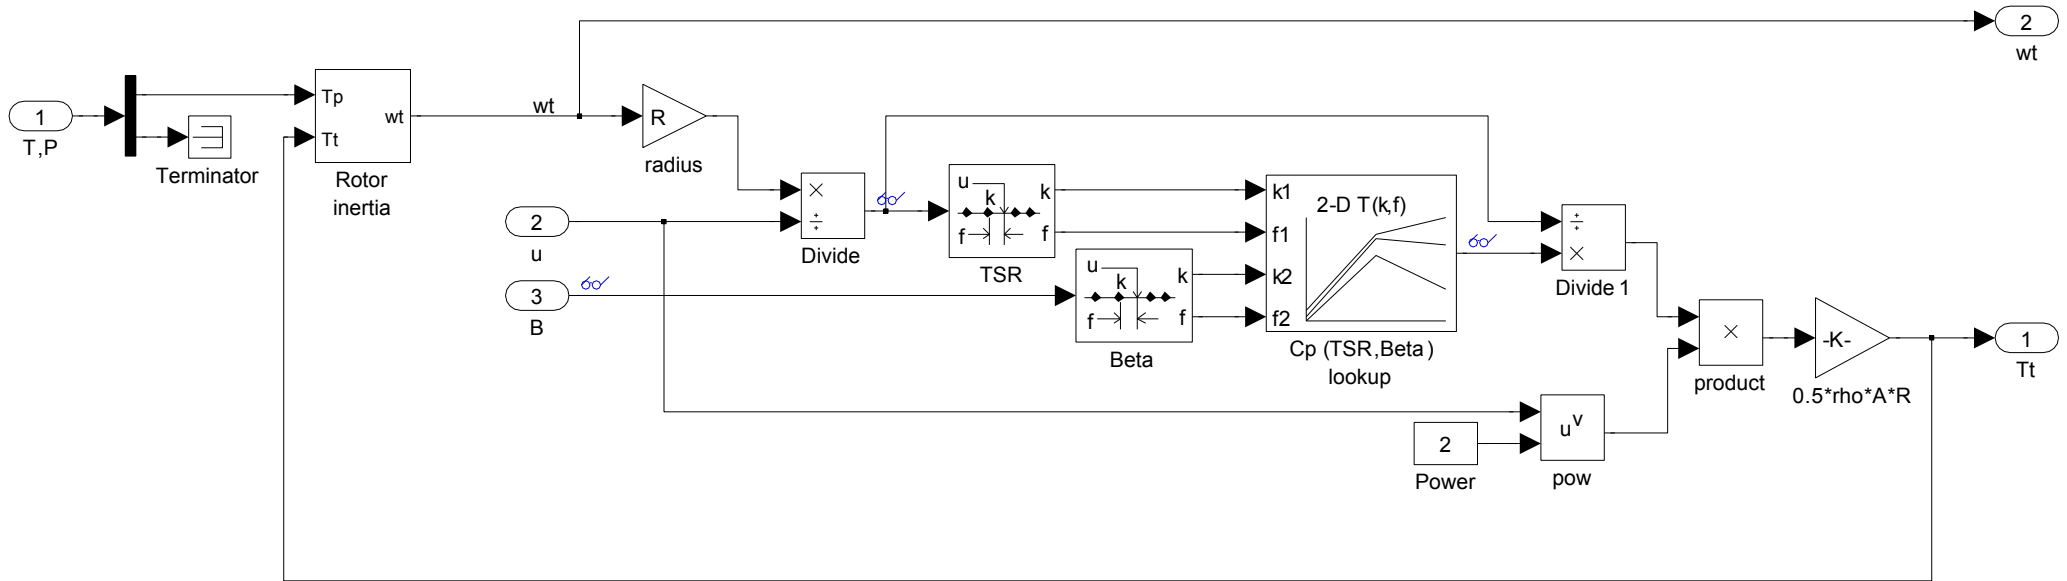 2
wt
1
T,P
Terminator
Tp
Tt
wt
Rotor
inertia
wt
R
radius
2
u
3
B
×
÷
Divide
u
k
f
k
f
TSR
u
k
f
k
f
Beta
k1
f1
k2
f2
2-D T(k,f)
Cp (TSR,Beta )
lookup
÷
×
Divide 1
×
product
-K-
0.5*rho*A*R
1
Tt
2
Power
u^v
pow